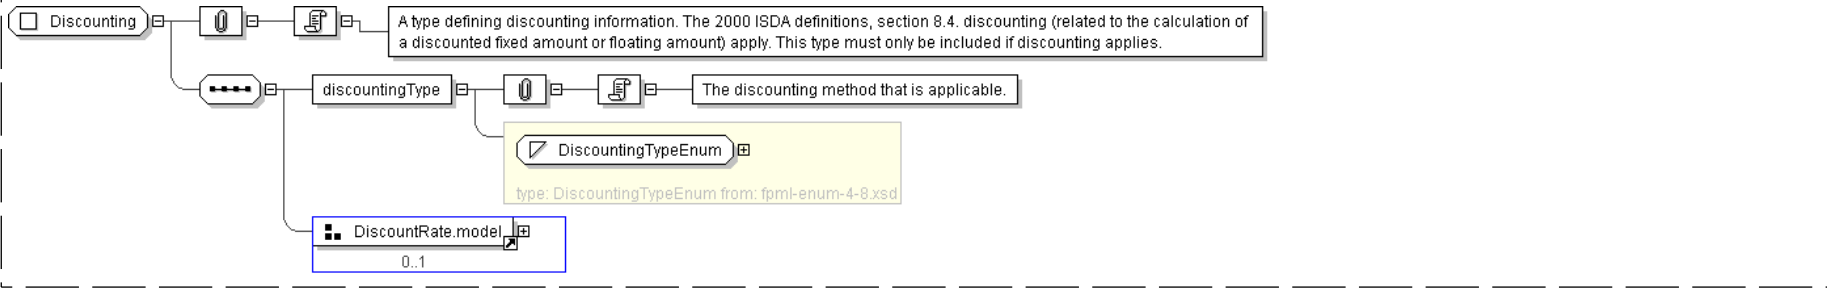 Discounting
A type defining discounting information. The 2000 ISDA definitions, section 8.4. discounting (related to the calculation of
a discounted fixed amount or floating amount) apply. This type must only be included if discounting applies.
discountingType
The discounting method that is applicable.
DiscountingTypeEnum
type: DiscountingTypeEnum from: fpml-enum-4-8.xsd
DiscountRate.model
0..1